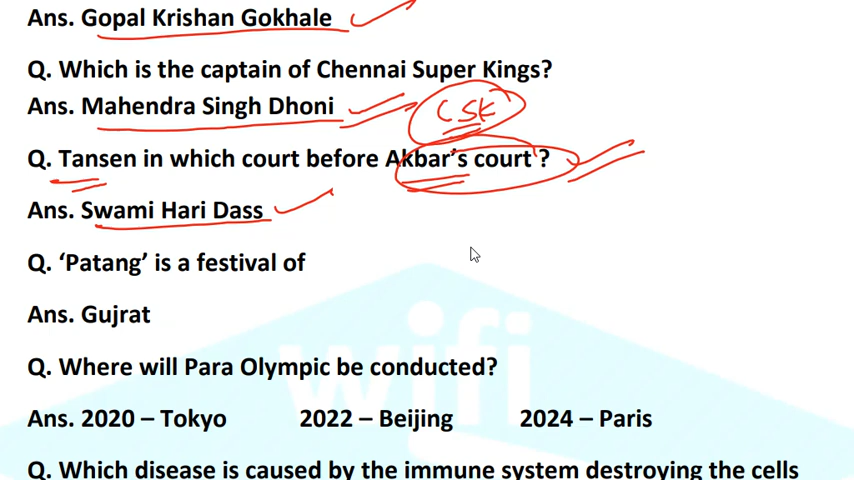 Ans. Gopal Krishan Gokhale
Q. Which is the captain of Chennai Super Kings?
Ans. Mahendra Singh Dhoni CSK
Q. Tansen in which court before Akbar's court ?
Ans. Swami Hari Dass
Q. ‘Patang’ is a festival of
Ans. Gujrat
Q. Where will Para Olympic be conducted?
Ans. 2020 – Tokyo 2022 – Beijing 2024 – Paris
Q. Which disease is caused by the immune system destroying the cells
wifi